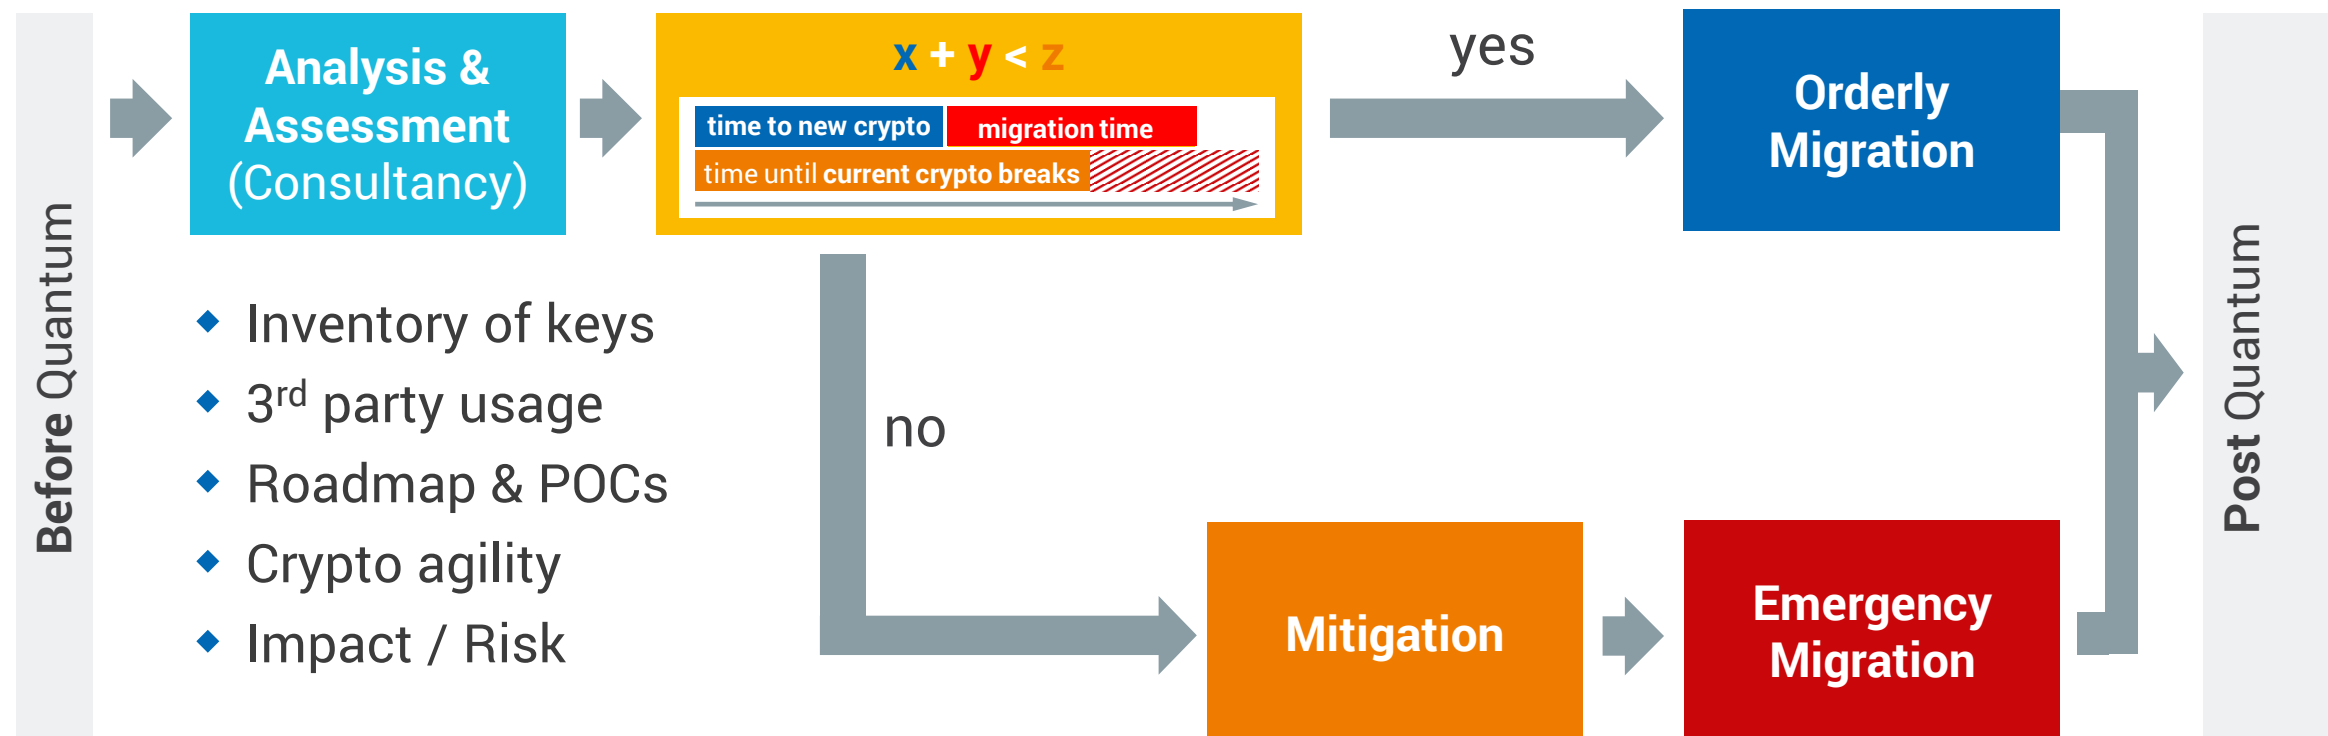 Before Quantum
Analysis &
Assessment
(Consultancy)
x + y < z
time to new crypto
migration time
time until current crypto breaks
yes
Orderly
Migration
Inventory of keys
3rd party usage
Roadmap & POCs
Crypto agility
Impact / Risk
no
Mitigation
Emergency
Migration
Post Quantum